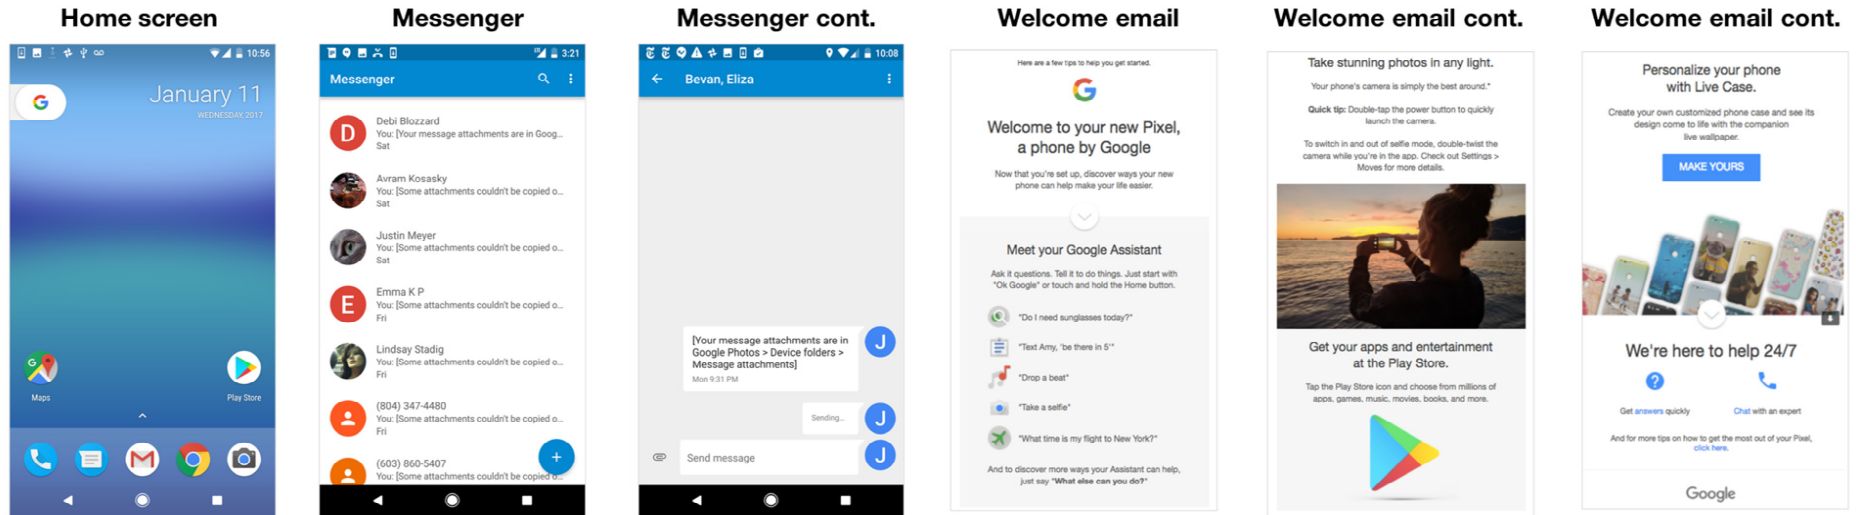 Home screen
10:56
G
January 11
WEDNESDAY, 2017
Maps
Play Store
Messenger
3:21
Messenger
D
Debi Blozzard
You: [Your message attachments are in Goog...
Sat
Avram Kosasky
You: [Some attachments couldn't be copied o...
Sat
Justin Meyer
You: [Some attachments couldn't be copied o...
Sat
E
Emma K P
You: [Some attachments couldn't be copied o...
Fri
Lindsay Stadig
You: [Some attachments couldn't be copied o...
Fri
(804) 347-4480
You: [Some attachments couldn't be copied o...
Fri
(603) 860-5407
You: [Some attachments couldn't be copied o...
Messenger cont.
10:08
Bevan, Eliza
[Your message attachments are in
Google Photos > Device folders >
Message attachments]
Mon 9:31 PM
J
Sending...
J
Send message
J
Welcome email
Here are a few tips to help you get started.
G
Welcome to your new Pixel,
a phone by Google
Now that you're set up, discover ways your new
phone can help make your life easier.
Meet your Google Assistant
Ask it questions. Tell it to do things. Just start with
"Ok Google" or touch and hold the Home button.
"Do I need sunglasses today?"
"Text Amy, 'be there in 5'"
"Drop a beat"
"Take a selfie"
"What time is my flight to New York?"
And to discover more ways your Assistant can help,
just say "What else can you do?"
Welcome email cont.
Take stunning photos in any light.
Your phone's camera is simply the best around.*
Quick tip: Double-tap the power button to quickly
launch the camera.
To switch in and out of selfie mode, double-twist the
camera while you're in the app. Check out Settings >
Moves for more details.
Get your apps and entertainment
at the Play Store.
Tap the Play Store icon and choose from millions of
apps, games, music, movies, books, and more.
Welcome email cont.
Personalize your phone
with Live Case.
Create your own customized phone case and see its
design come to life with the companion
live wallpaper.
MAKE YOURS
We're here to help 24/7
Get answers quickly
Chat with an expert
And for more tips on how to get the most out of your Pixel,
click here.
Google